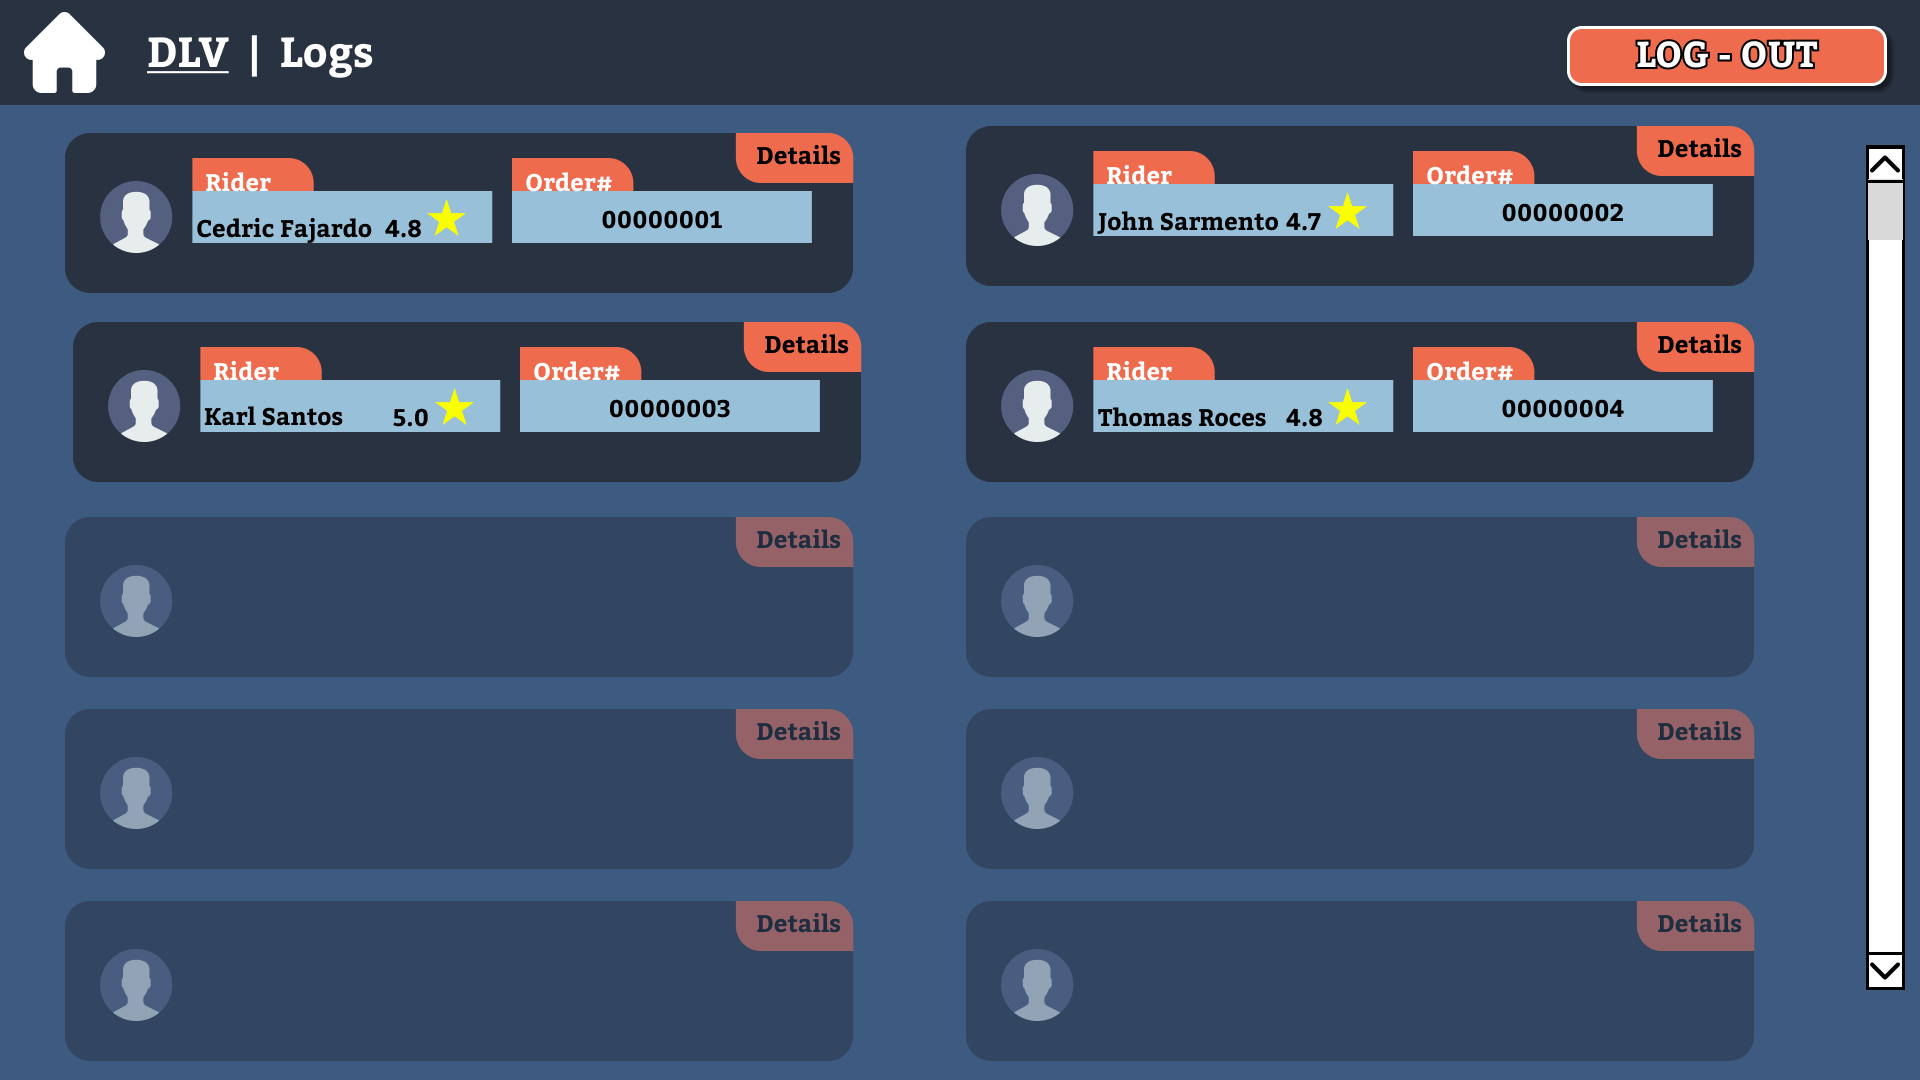 DLV | Logs
LOG - OUT
Details
Rider
Order#
Cedric Fajardo 4.8
00000001
Details
Rider
Order#
John Sarmento 4.7
00000002
Details
Rider
Order#
Karl Santos 5.0
00000003
Details
Rider
Order#
Thomas Roces 4.8
00000004
Details
Details
Details
Details
Details
Details